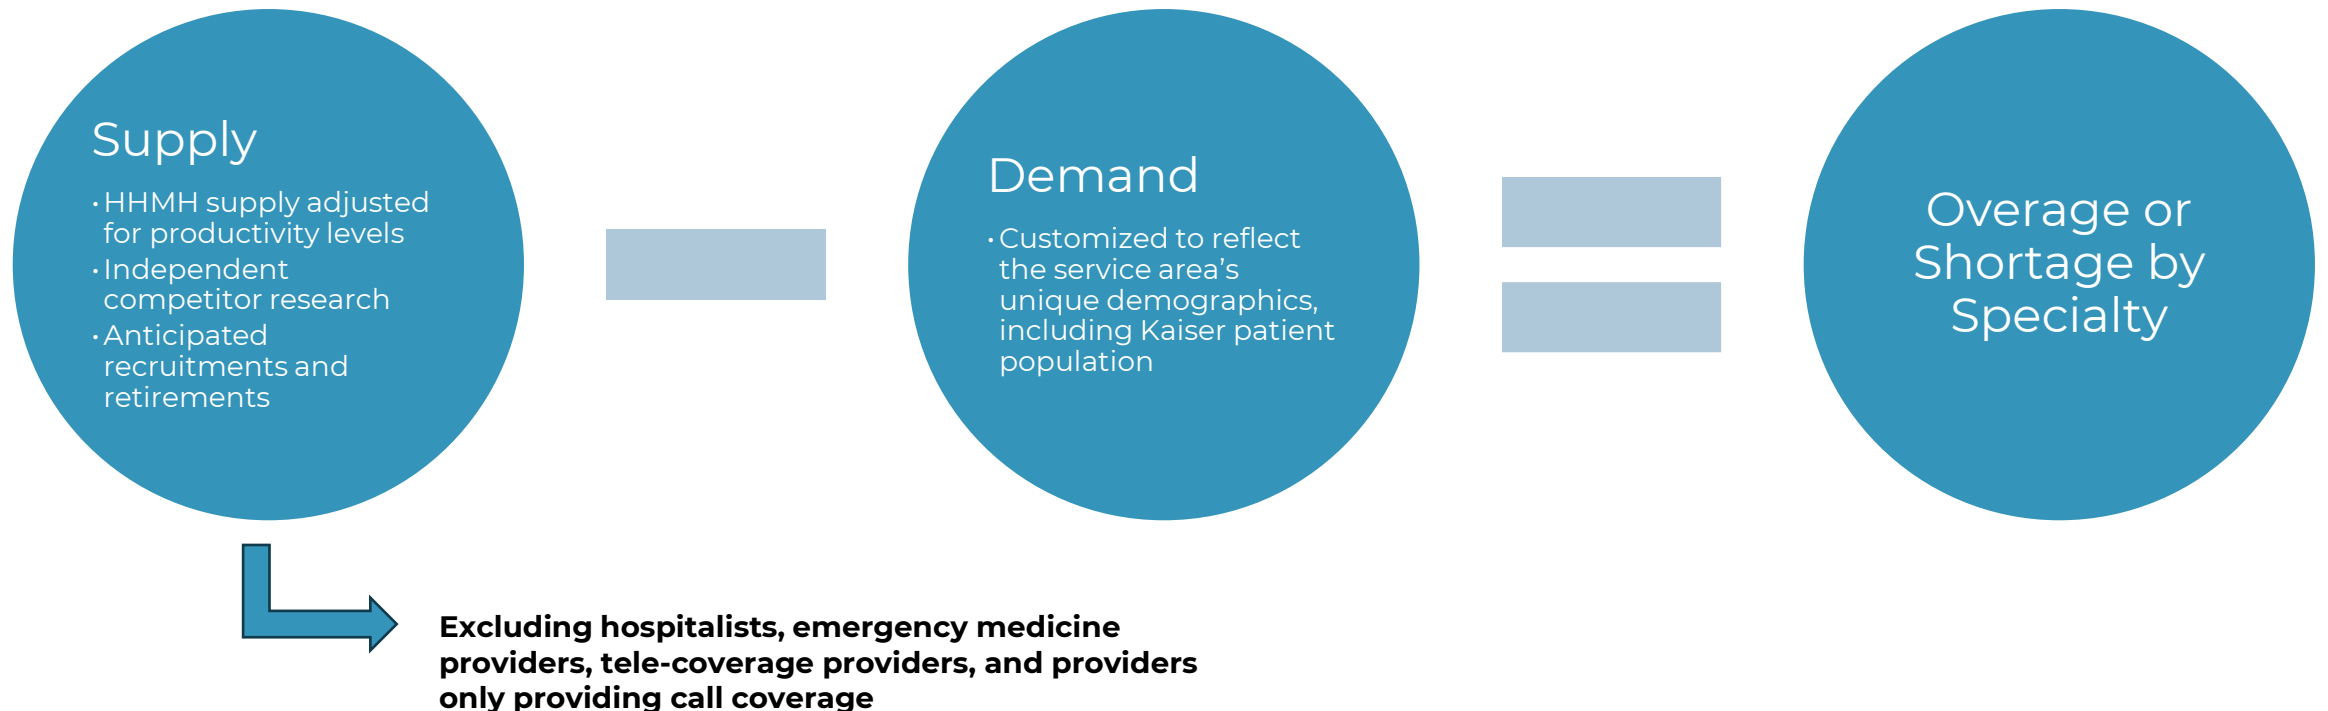 Supply
· HHMH supply adjusted
for productivity levels
· Independent
competitor research
· Anticipated
recruitments and
retirements
Demand
· Customized to reflect
the service area’s
unique demographics,
including Kaiser patient
population
Overage or
Shortage by
Specialty
Excluding hospitalists, emergency medicine
providers, tele-coverage providers, and providers
only providing call coverage